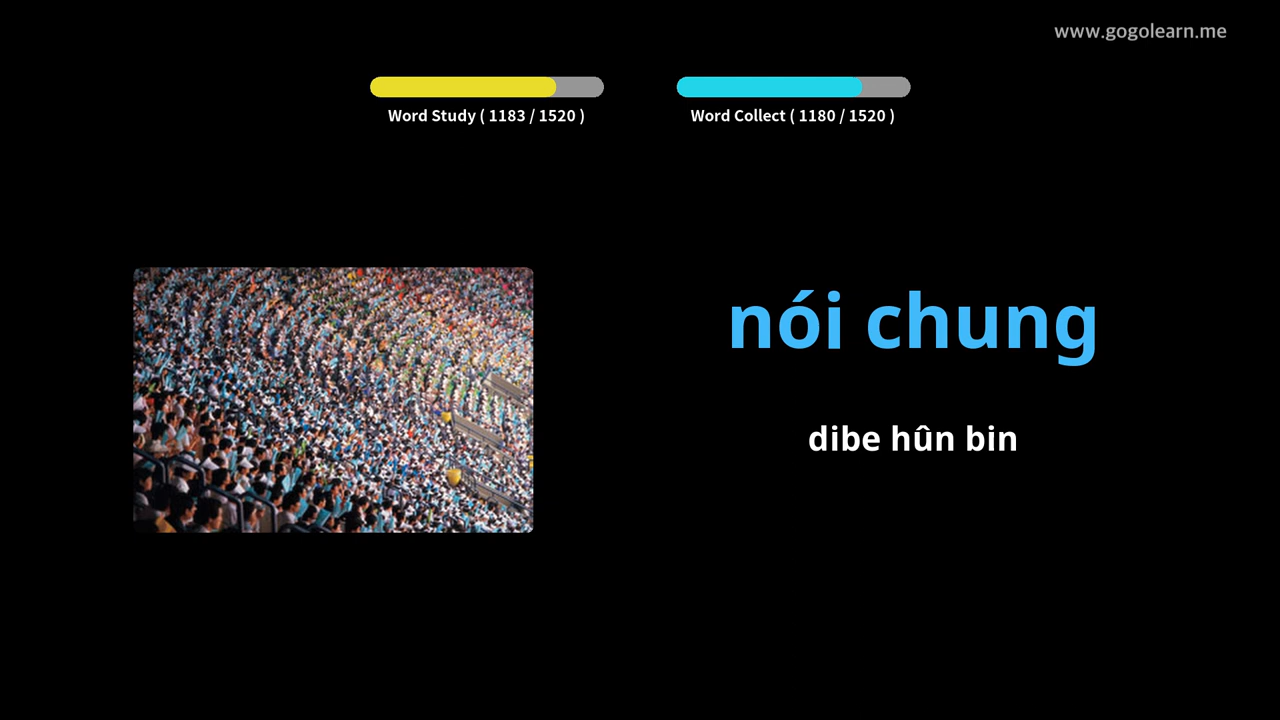 www.gogolearn.me
Word Study ( 1183 / 1520 )
Word Collect ( 1180 / 1520 )
nói chung
dibe hûn bin